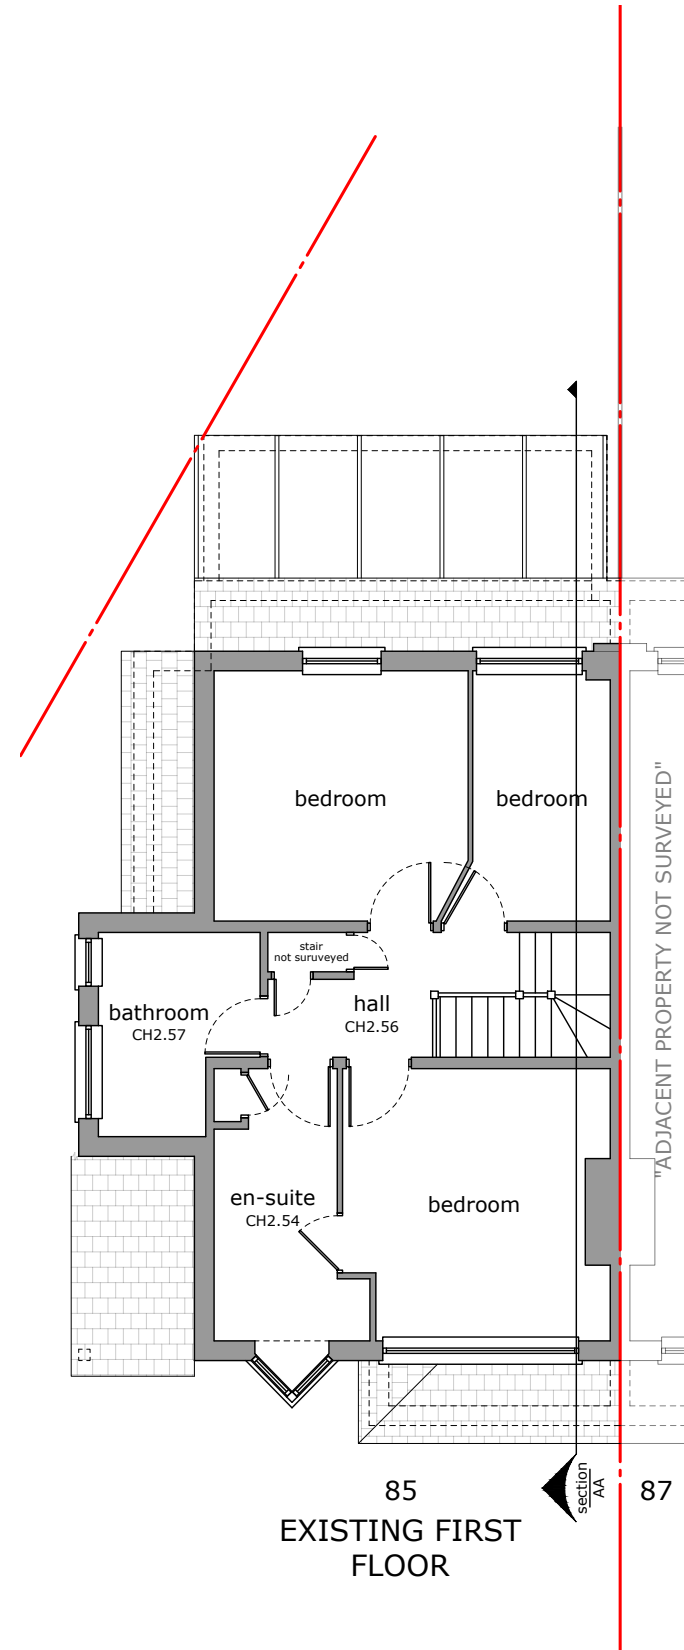 bedroom
bedroom
"ADJACENT PROPERTY NOT SURVEYED"
stair
not suruveyed
bathroom
CH2.57
hall
CH2.56
en-suite
CH2.54
bedroom
85
section
AA
87
EXISTING FIRST
FLOOR